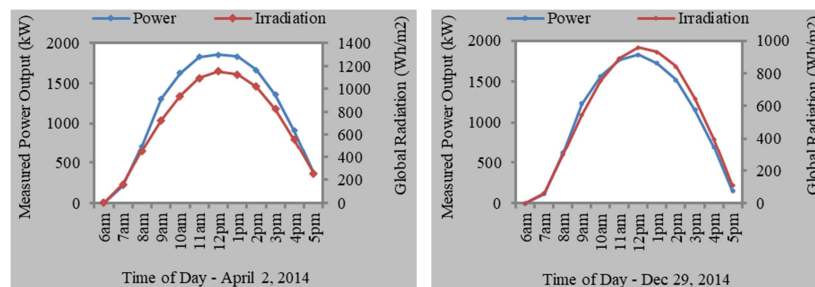 Power Irradiation
Measured Power Output (kW)
2000
1500
1000
500
0
1400
1200
1000
800
600
400
200
0
Global Radiation (Wh/m2)
6am 7am 8am 9am 10am 11am 12pm 1pm 2pm 3pm 4pm 5pm
Time of Day - April 2, 2014
Power Irradiation
Measured Power Output (kW)
2000
1500
1000
500
0
1000
800
600
400
200
0
Global Radiation (Wh/m2)
6am 7am 8am 9am 10am 11am 12pm 1pm 2pm 3pm 4pm 5pm
Time of Day - Dec 29, 2014